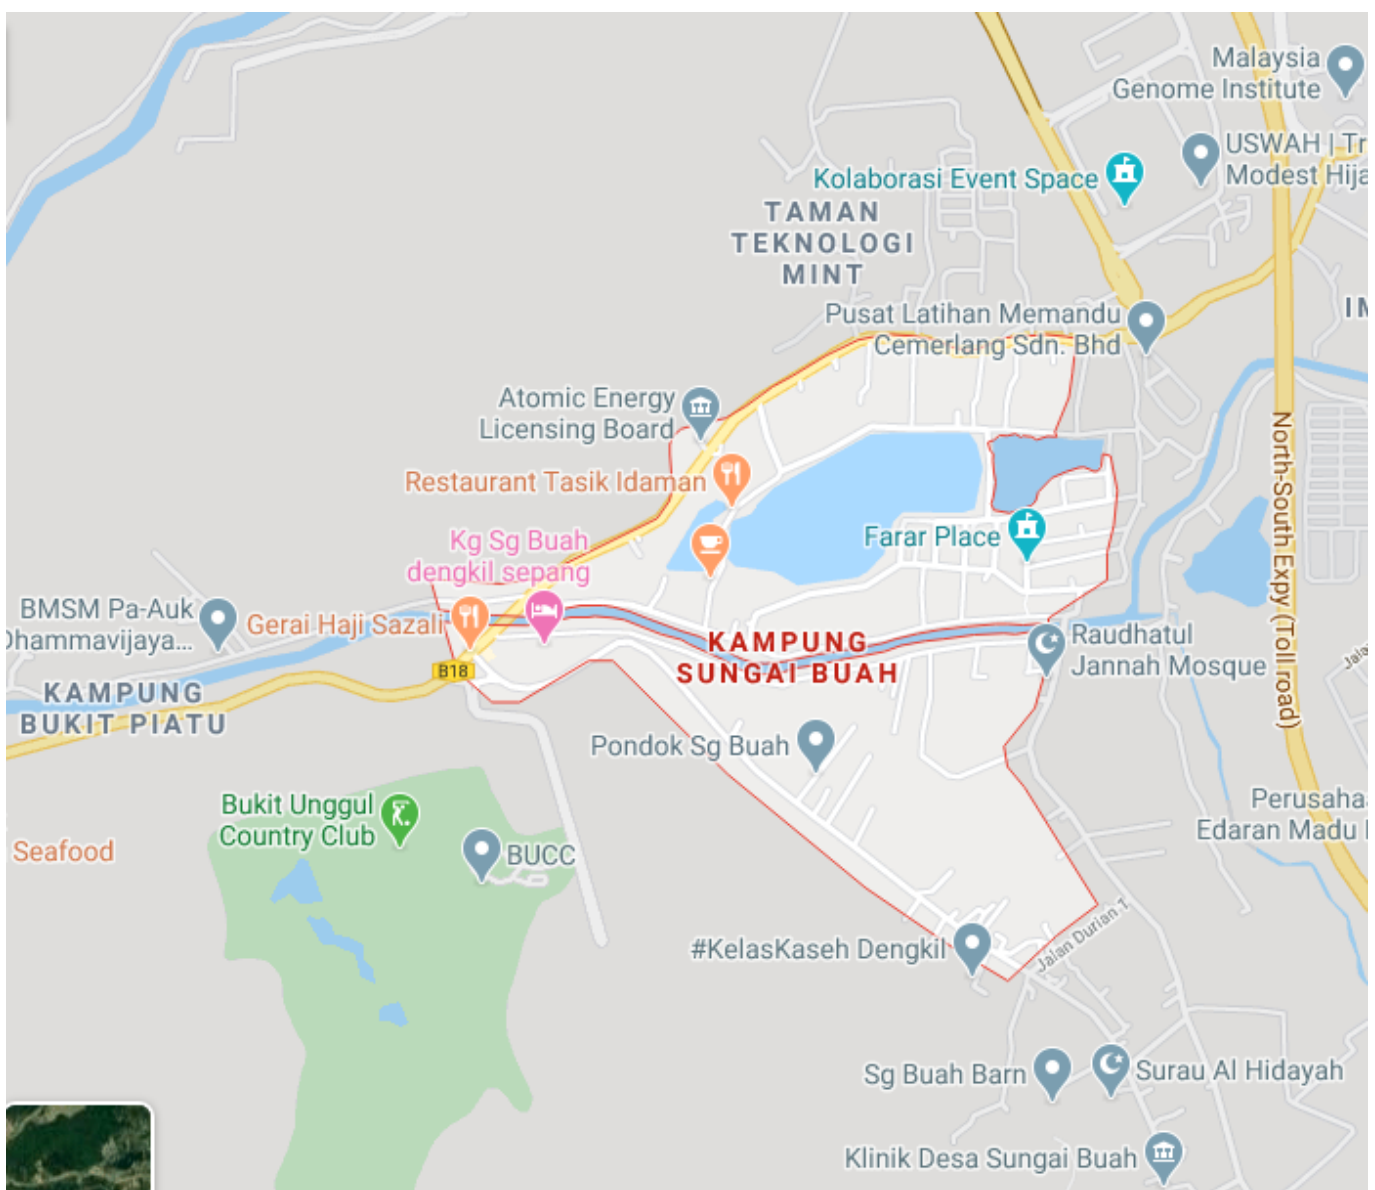 Malaysia
Genome Institute
USWAH | Tr
Modest Hija
Kolaborasi Event Space
TAMAN
TEKNOLOGI
MINT
Pusat Latihan Memandu
Cemerlang Sdn. Bhd
IM
Atomic Energy
Licensing Board
Restaurant Tasik Idaman
North-South Expy (Toll road)
Farar Place
Kg Sg Buah
dengkil sepang
BMSM Pa-Auk
Dhammavijaya...
Gerai Haji Sazali
KAMPUNG
SUNGAI BUAH
Raudhatul
Jannah Mosque
B18
KAMPUNG
BUKIT PIATU
Jala
Pondok Sg Buah
Bukit Unggul
Country Club
Perusaha
Edaran Madu
Seafood
BUCC
Jalan Durian 1
#KelasKaseh Dengkil
Sg Buah Barn
Surau Al Hidayah
Klinik Desa Sungai Buah